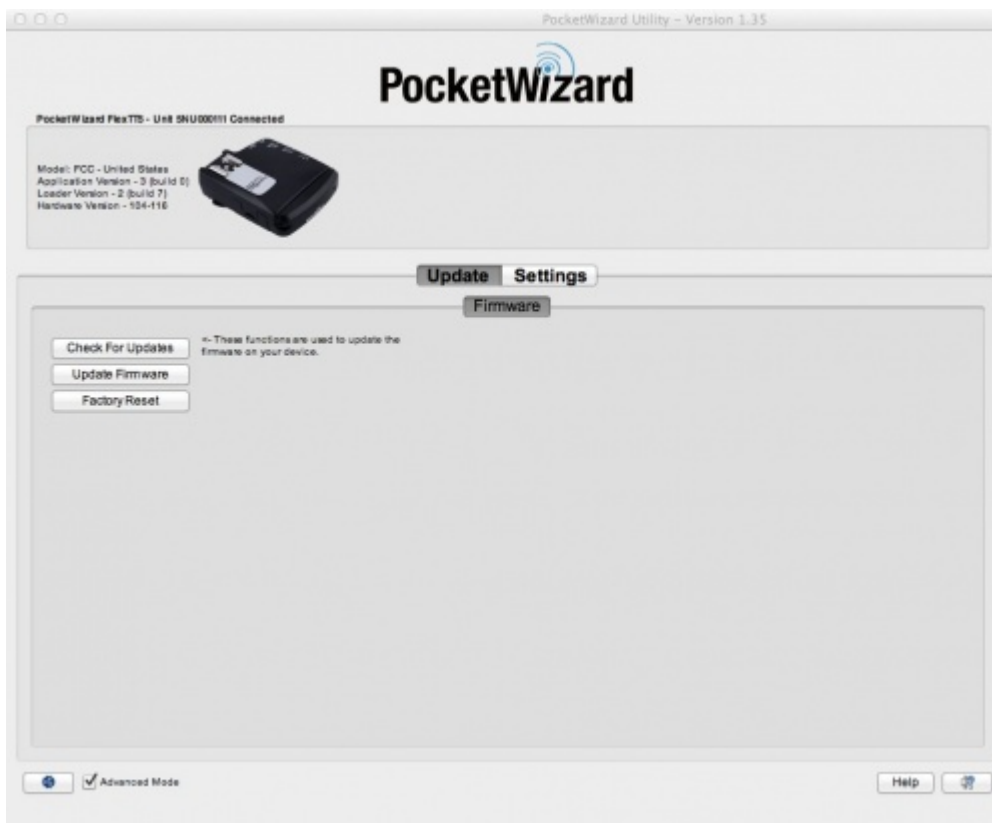 PocketWizard Utility - Version 1.35
PocketWizard
PocketWizard FlexTT5 - Unit 5NU000111 Connected
Model: FCC - United States
Application Version - 3 (build 0)
Loader Version - 2 (build 7)
Hardware Version - 104-116
Update Settings
Firmware
Check For Updates
<- These functions are used to update the
firmware on your device.
Update Firmware
Factory Reset
Advanced Mode
Help